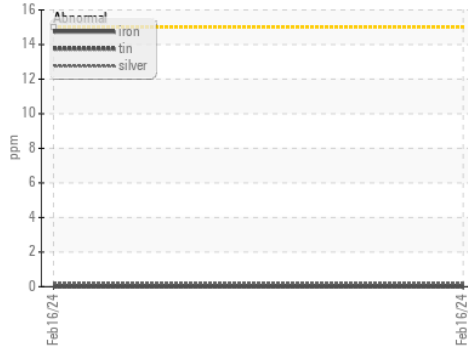 16
Abnormal
iron
14
tin
silver
12
10
ppm
8
6
4
2
0
Feb16/24
Feb16/24